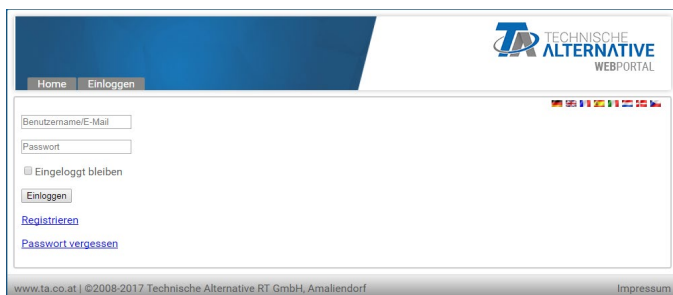 TECHNISCHE
ALTERNATIVE
WEBPORTAL
Home Einloggen
Benutzername/E-Mail
Passwort
Eingeloggt bleiben
Einloggen
Registrieren
Passwort vergessen
www.ta.co.at | ©2008-2017 Technische Alternative RT GmbH, Amaliendorf Impressum